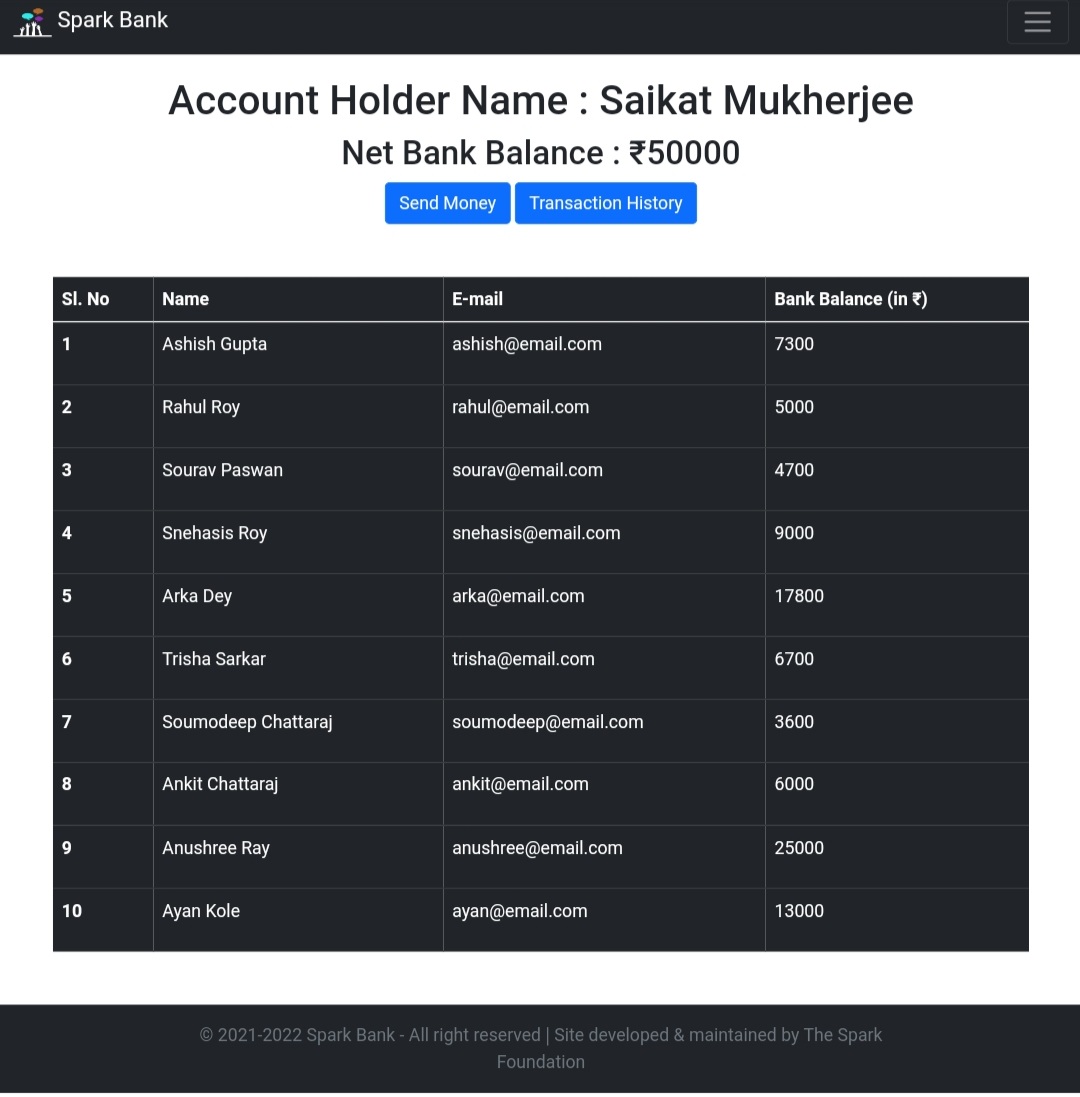 Spark Bank
Account Holder Name : Saikat Mukherjee
Net Bank Balance : ₹50000
Send Money Transaction History
Sl. No Name E-mail Bank Balance (in ₹)
1 Ashish Gupta ashish@email.com 7300
2 Rahul Roy rahul@email.com 5000
3 Sourav Paswan sourav@email.com 4700
4 Snehasis Roy snehasis@email.com 9000
5 Arka Dey arka@email.com 17800
6 Trisha Sarkar trisha@email.com 6700
7 Soumodeep Chattaraj soumodeep@email.com 3600
8 Ankit Chattaraj ankit@email.com 6000
9 Anushree Ray anushree@email.com 25000
10 Ayan Kole ayan@email.com 13000
© 2021-2022 Spark Bank - All right reserved | Site developed & maintained by The Spark
Foundation